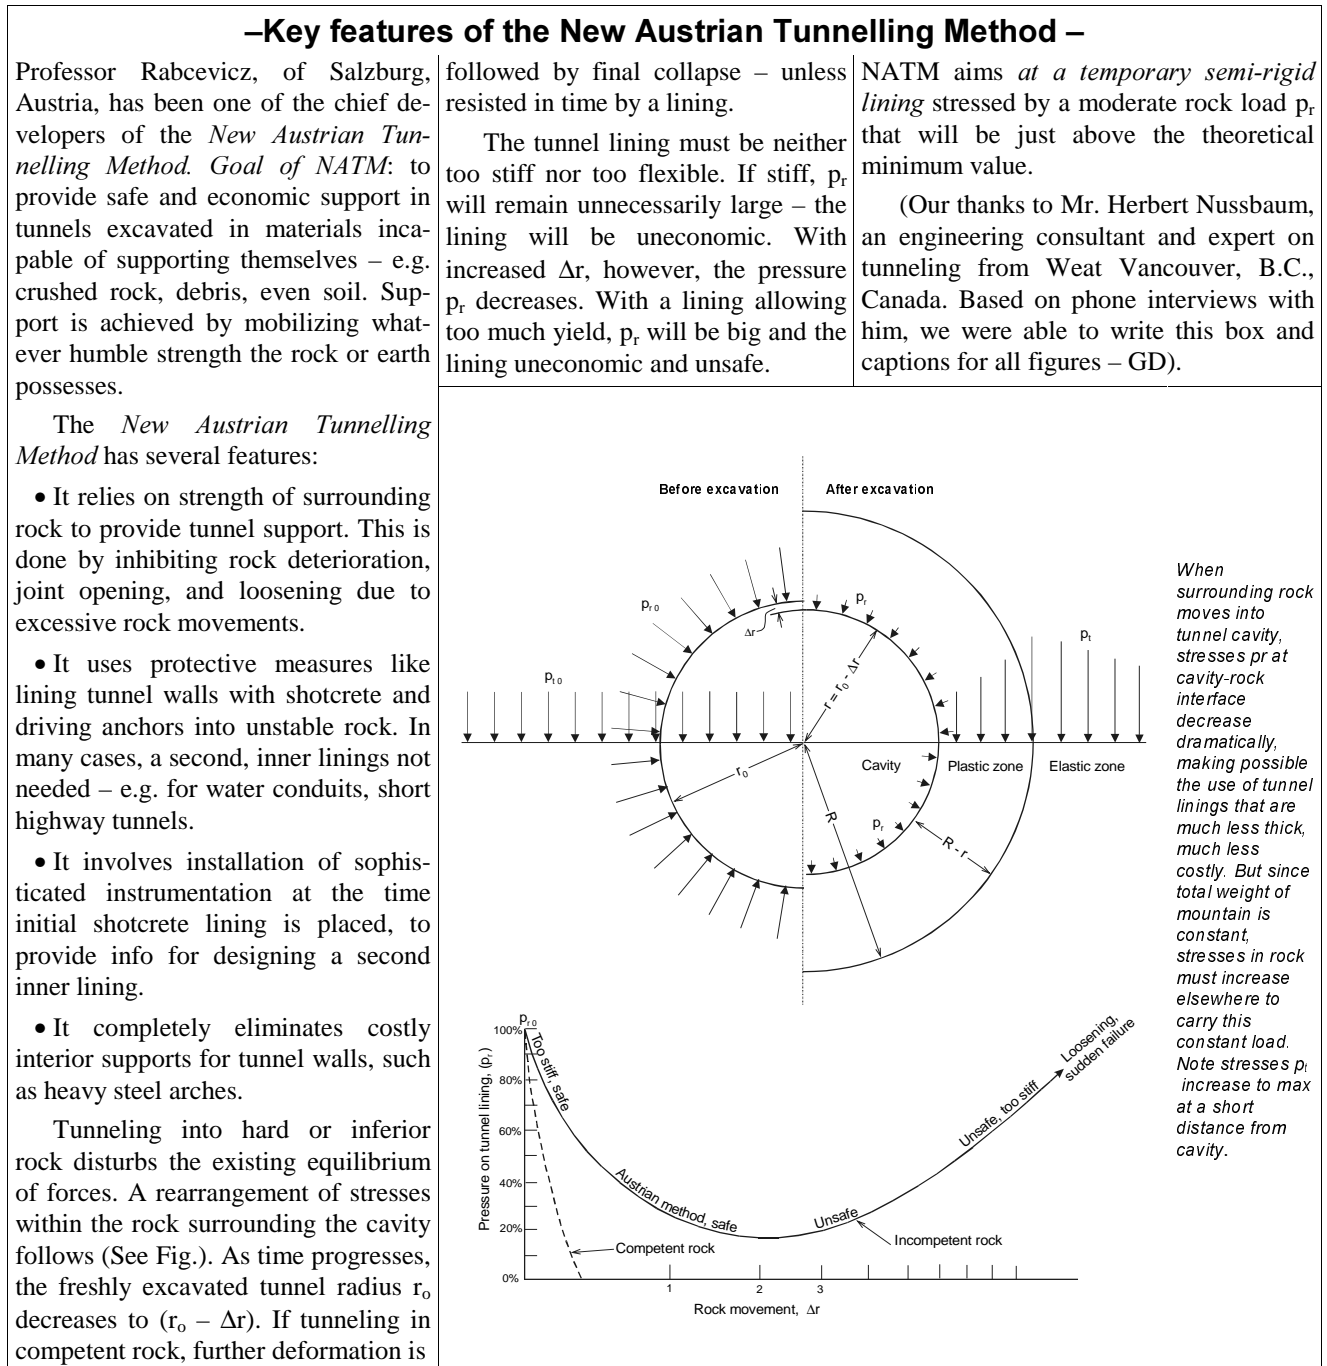 –Key features of the New Austrian Tunnelling Method –
Professor Rabcevicz, of Salzburg,
Austria, has been one of the chief de-
velopers of the New Austrian Tun-
nelling Method. Goal of NATM: to
provide safe and economic support in
tunnels excavated in materials inca-
pable of supporting themselves – e.g.
crushed rock, debris, even soil. Sup-
port is achieved by mobilizing what-
ever humble strength the rock or earth
possesses.
The New Austrian Tunnelling
Method has several features:
• It relies on strength of surrounding
rock to provide tunnel support. This is
done by inhibiting rock deterioration,
joint opening, and loosening due to
excessive rock movements.
• It uses protective measures like
lining tunnel walls with shotcrete and
driving anchors into unstable rock. In
many cases, a second, inner linings not
needed – e.g. for water conduits, short
highway tunnels.
• It involves installation of sophis-
ticated instrumentation at the time
initial shotcrete lining is placed, to
provide info for designing a second
inner lining.
• It completely eliminates costly
interior supports for tunnel walls, such
as heavy steel arches.
Tunneling into hard or inferior
rock disturbs the existing equilibrium
of forces. A rearrangement of stresses
within the rock surrounding the cavity
follows (See Fig.). As time progresses,
the freshly excavated tunnel radius ro
decreases to (ro – Δr). If tunneling in
competent rock, further deformation is
followed by final collapse – unless
resisted in time by a lining.
The tunnel lining must be neither
too stiff nor too flexible. If stiff, pr
will remain unnecessarily large – the
lining will be uneconomic. With
increased Δr, however, the pressure
pr decreases. With a lining allowing
too much yield, pr will be big and the
lining uneconomic and unsafe.
NATM aims at a temporary semi-rigid
lining stressed by a moderate rock load pr
that will be just above the theoretical
minimum value.
(Our thanks to Mr. Herbert Nussbaum,
an engineering consultant and expert on
tunneling from Weat Vancouver, B.C.,
Canada. Based on phone interviews with
him, we were able to write this box and
captions for all figures – GD).
Before excavation
After excavation
pr0
Δr
pr
pt0
pt
r = r0 - Δr
r0
Cavity
Plastic zone
Elastic zone
R
pr
R - r
When
surrounding rock
moves into
tunnel cavity,
stresses pr at
cavity-rock
interface
decrease
dramatically,
making possible
the use of tunnel
linings that are
much less thick,
much less
costly. But since
total weight of
mountain is
constant,
stresses in rock
must increase
elsewhere to
carry this
constant load.
Note stresses pt
increase to max
at a short
distance from
cavity.
pr0
100%
80%
60%
40%
20%
0%
Pressure on tunnel lining, (pr)
Too stiff, safe
Austrian method, safe
Unsafe
Unsafe, too stiff
Loosening,
sudden failure
Competent rock
Incompetent rock
1
2
3
Rock movement, Δr